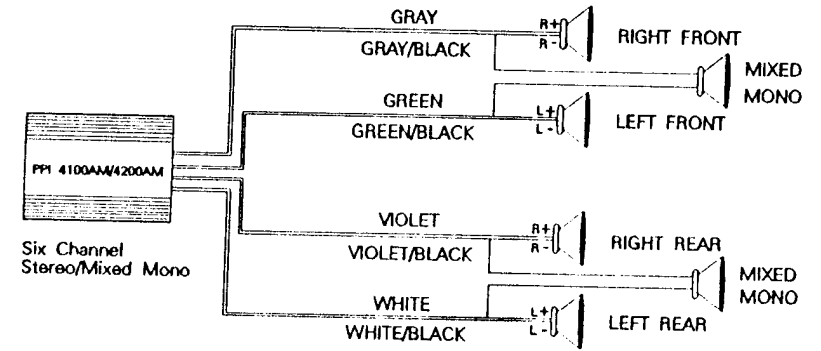 GRAY
R+
R-
RIGHT FRONT
GRAY/BLACK
MIXED
MONO
GREEN
L+
L-
LEFT FRONT
GREEN/BLACK
PPI 4100AM/4200AM
Six Channel
Stereo/Mixed Mono
VIOLET
R+
R-
RIGHT REAR
VIOLET/BLACK
MIXED
MONO
WHITE
L+
L-
LEFT REAR
WHITE/BLACK